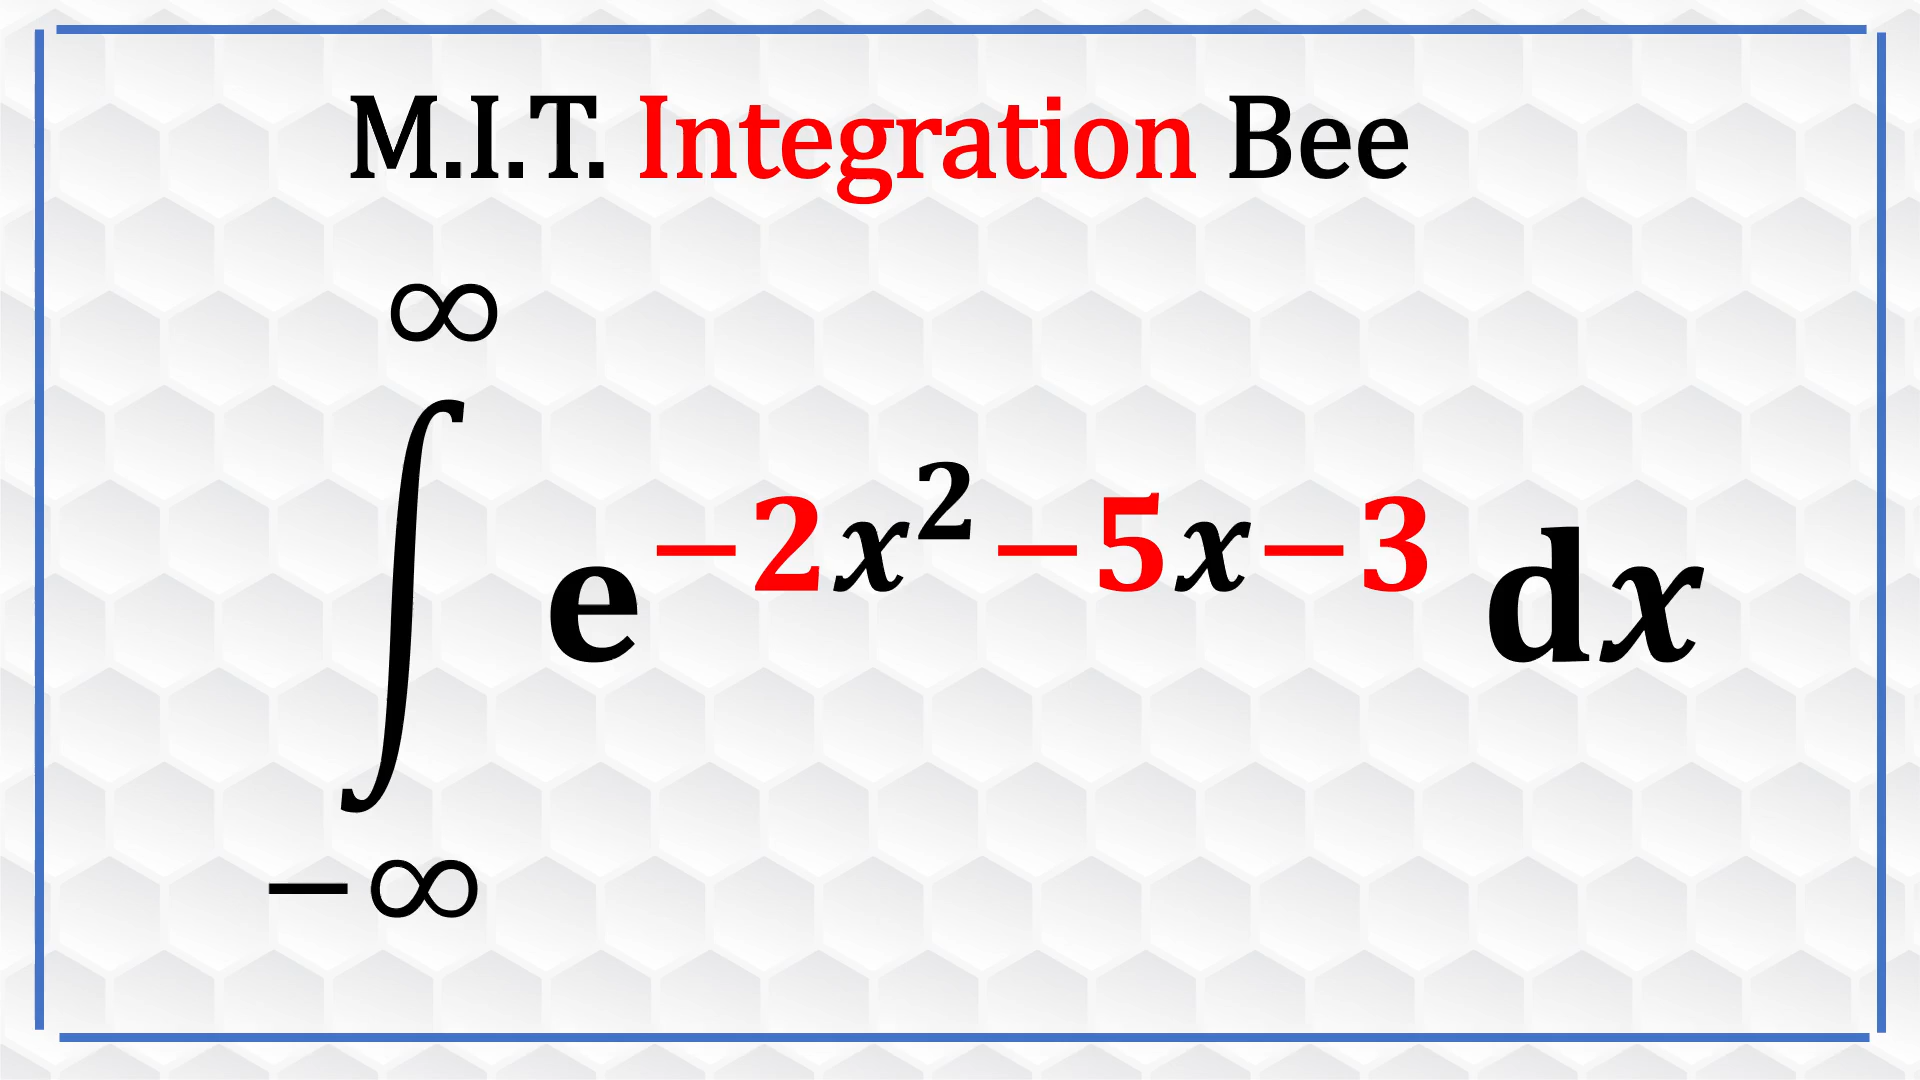 M.I.T. Integration Bee
∞
∫ e^{−2x²−5x−3} dx
−∞